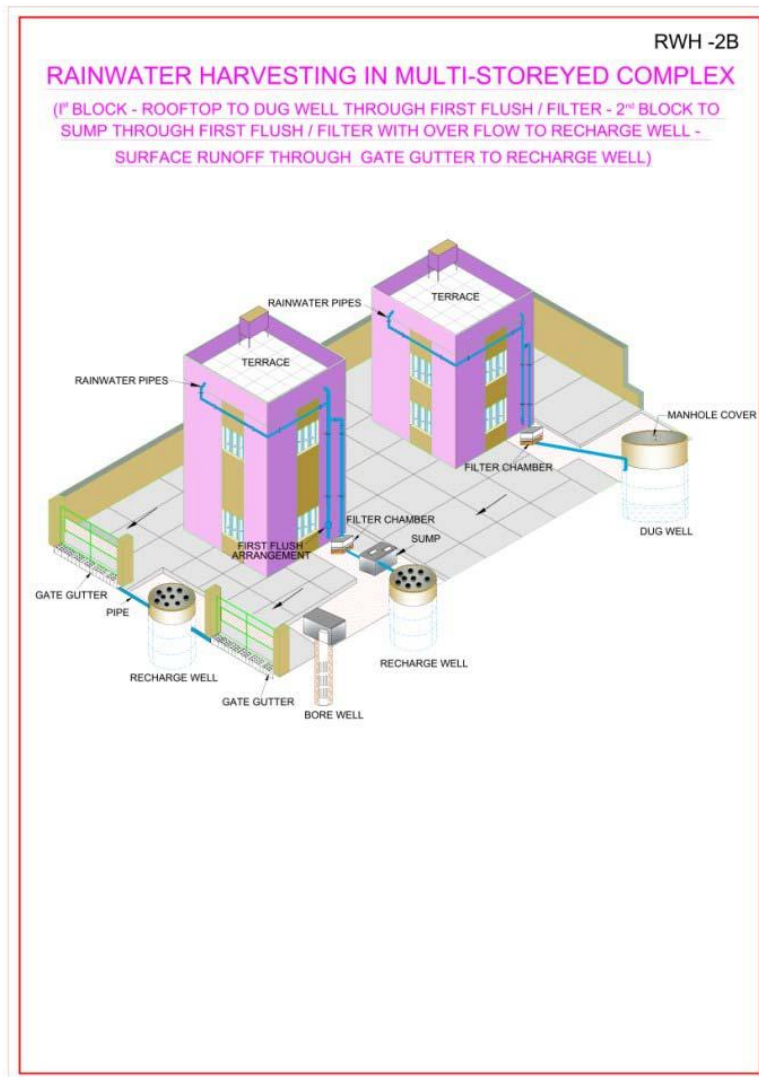 RWH -2B
RAINWATER HARVESTING IN MULTI-STOREYED COMPLEX
(Iˢᵗ BLOCK - ROOFTOP TO DUG WELL THROUGH FIRST FLUSH / FILTER - 2ⁿᵈ BLOCK TO
SUMP THROUGH FIRST FLUSH / FILTER WITH OVER FLOW TO RECHARGE WELL -
SURFACE RUNOFF THROUGH GATE GUTTER TO RECHARGE WELL)
TERRACE
RAINWATER PIPES
TERRACE
RAINWATER PIPES
MANHOLE COVER
FILTER CHAMBER
DUG WELL
FILTER CHAMBER
FIRST FLUSH
ARRANGEMENT
SUMP
GATE GUTTER
PIPE
RECHARGE WELL
RECHARGE WELL
GATE GUTTER
BORE WELL